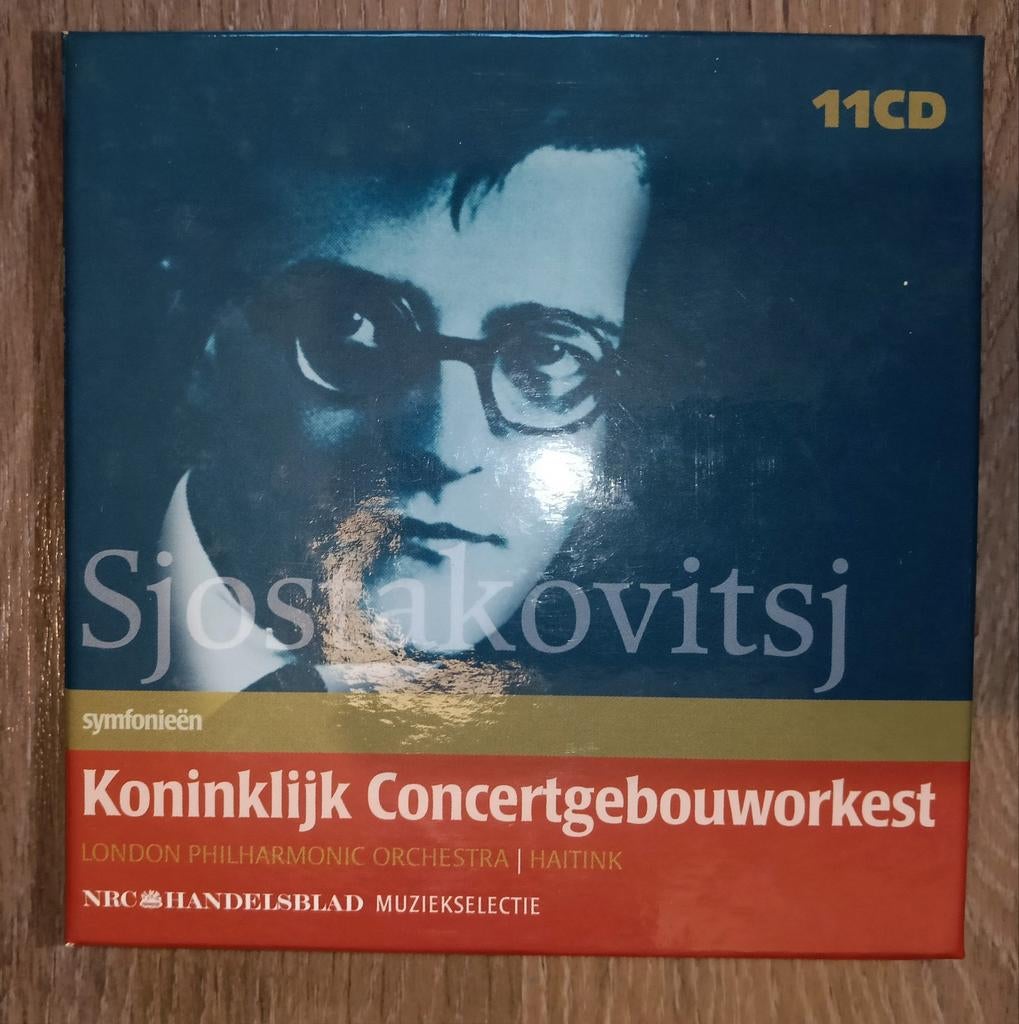 11CD
Sjostakovitsj
symfonieën
Koninklijk Concertgebouworkest
LONDON PHILHARMONIC ORCHESTRA | HAITINK
NRC HANDELSBLAD MUZIEKSELECTIE